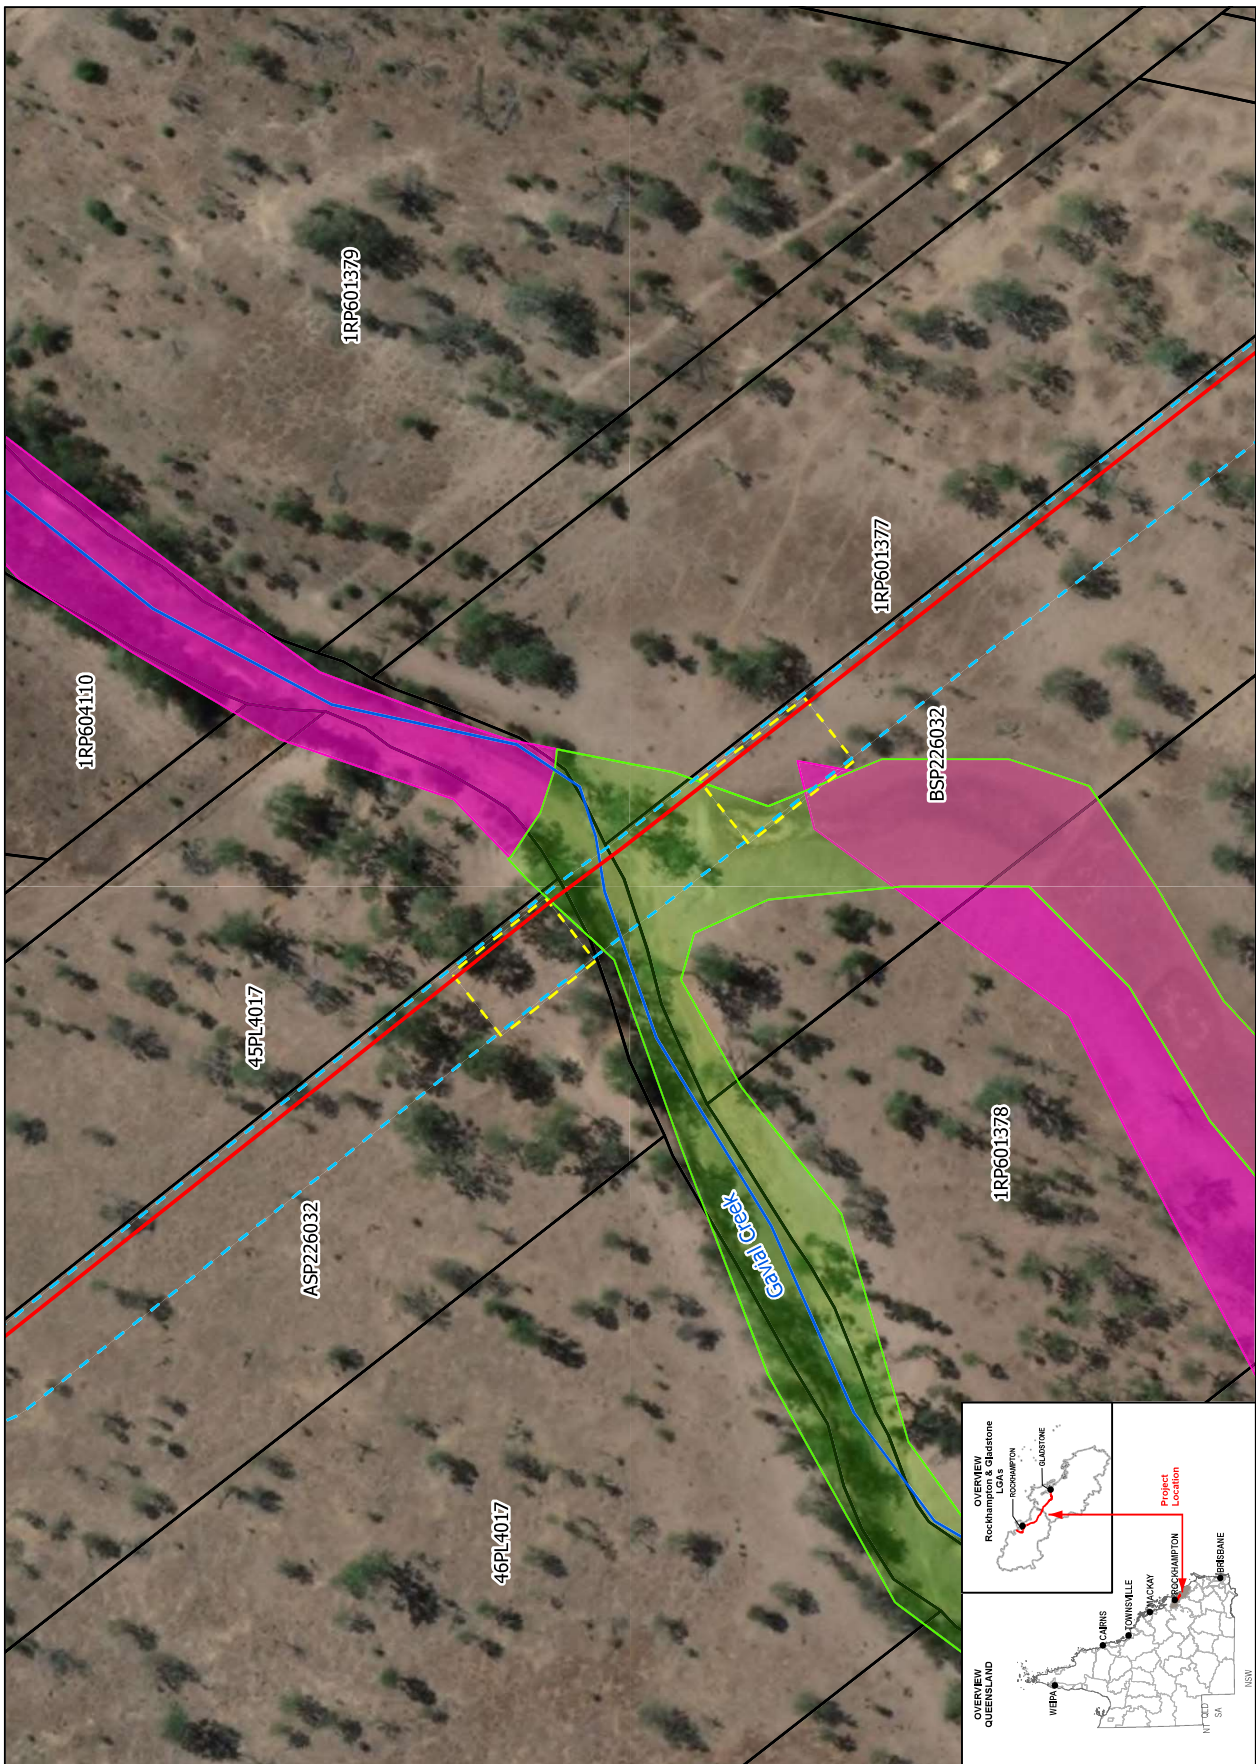 1RP601379
1RP604110
1RP601377
BSP226032
45PL4017
1RP601378
ASP226032
Gavial Creek
46PL4017
OVERVIEW
Rockhampton & Gladstone
LGAs
ROCKHAMPTON
GLADSTONE
Project
Location
OVERVIEW
QUEENSLAND
WEIPA
CAIRNS
TOWNSVILLE
MACKAY
ROCKHAMPTON
BRISBANE
NT
QLD
SA
NSW